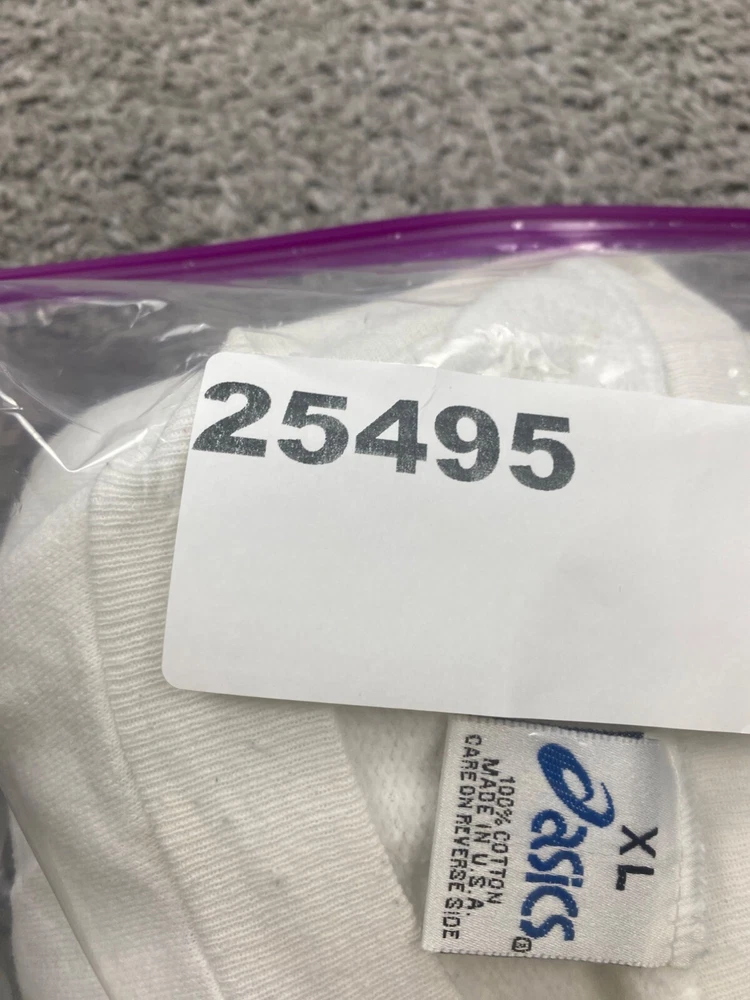 25495
XL
asics®
100% COTTON
MADE IN U.S.A.
CARE ON REVERSE SIDE